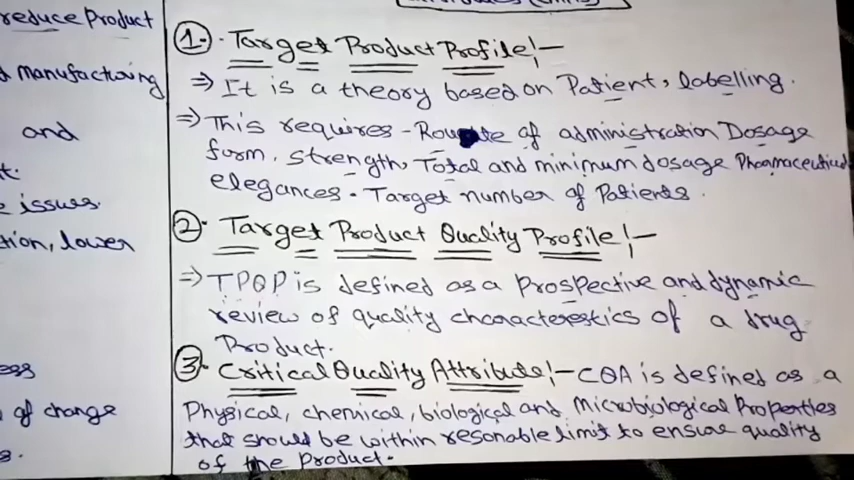 reduce Product
manufacturing
and
t.
issues.
tion, lower
ess
of change
s.
1. Target Product Profile:-
⇒ It is a theory based on Patient, labelling.
⇒ This requires - Route of administration Dosage
form, strength, Total and minimum dosage Pharmaceutical
elegances. Target number of Patients.
2. Target Product Quality Profile:-
⇒ TPQP is defined as a Prospective and dynamic
review of quality characterestics of a drug
Product.
3. Critical Quality Attribute:- CQA is defined as a
Physical, chemical, biological and Microbiological Properties
that should be within resonable limit to ensure quality
of the Product.